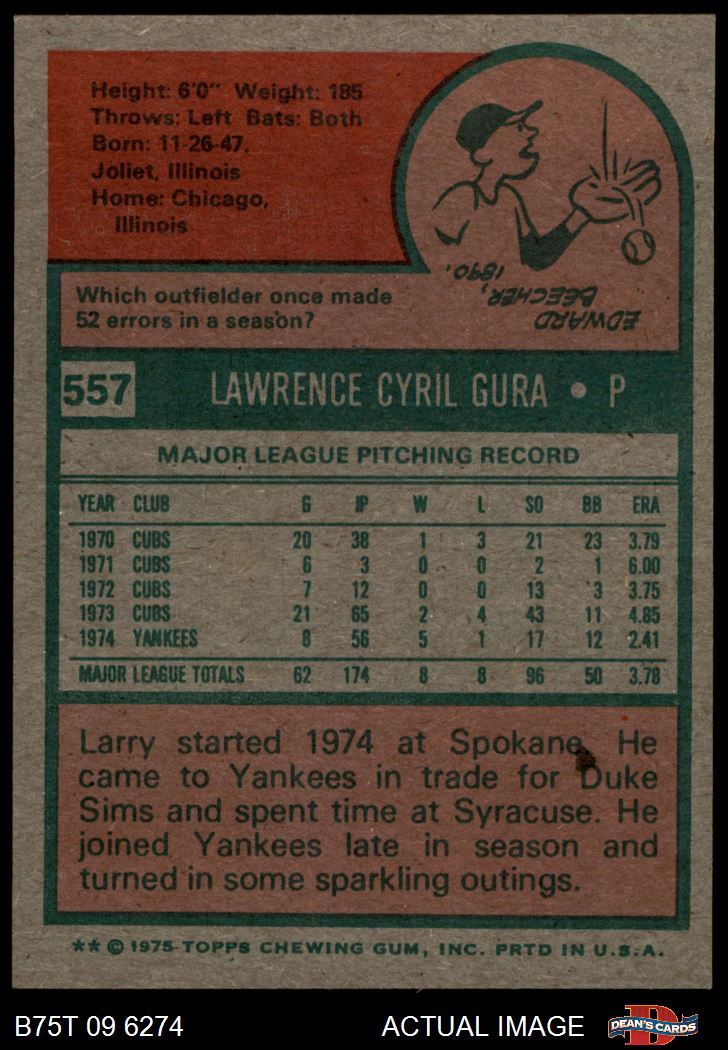 Height: 6'0" Weight: 185
Throws: Left Bats: Both
Born: 11-26-47,
Joliet, Illinois
Home: Chicago,
Illinois
Which outfielder once made
52 errors in a season?
EDWARD
BEECHER,
1890.
557 LAWRENCE CYRIL GURA • P
MAJOR LEAGUE PITCHING RECORD
YEAR CLUB G IP W L SO BB ERA
1970 CUBS 20 38 1 3 21 23 3.79
1971 CUBS 6 3 0 0 2 1 6.00
1972 CUBS 7 12 0 0 13 3 3.75
1973 CUBS 21 65 2 4 43 11 4.85
1974 YANKEES 8 56 5 1 17 12 2.41
MAJOR LEAGUE TOTALS 62 174 8 8 96 50 3.78
Larry started 1974 at Spokane. He
came to Yankees in trade for Duke
Sims and spent time at Syracuse. He
joined Yankees late in season and
turned in some sparkling outings.
** © 1975 TOPPS CHEWING GUM, INC. PRTD IN U.S.A.
B75T 09 6274 ACTUAL IMAGE
D
DEAN'S CARDS